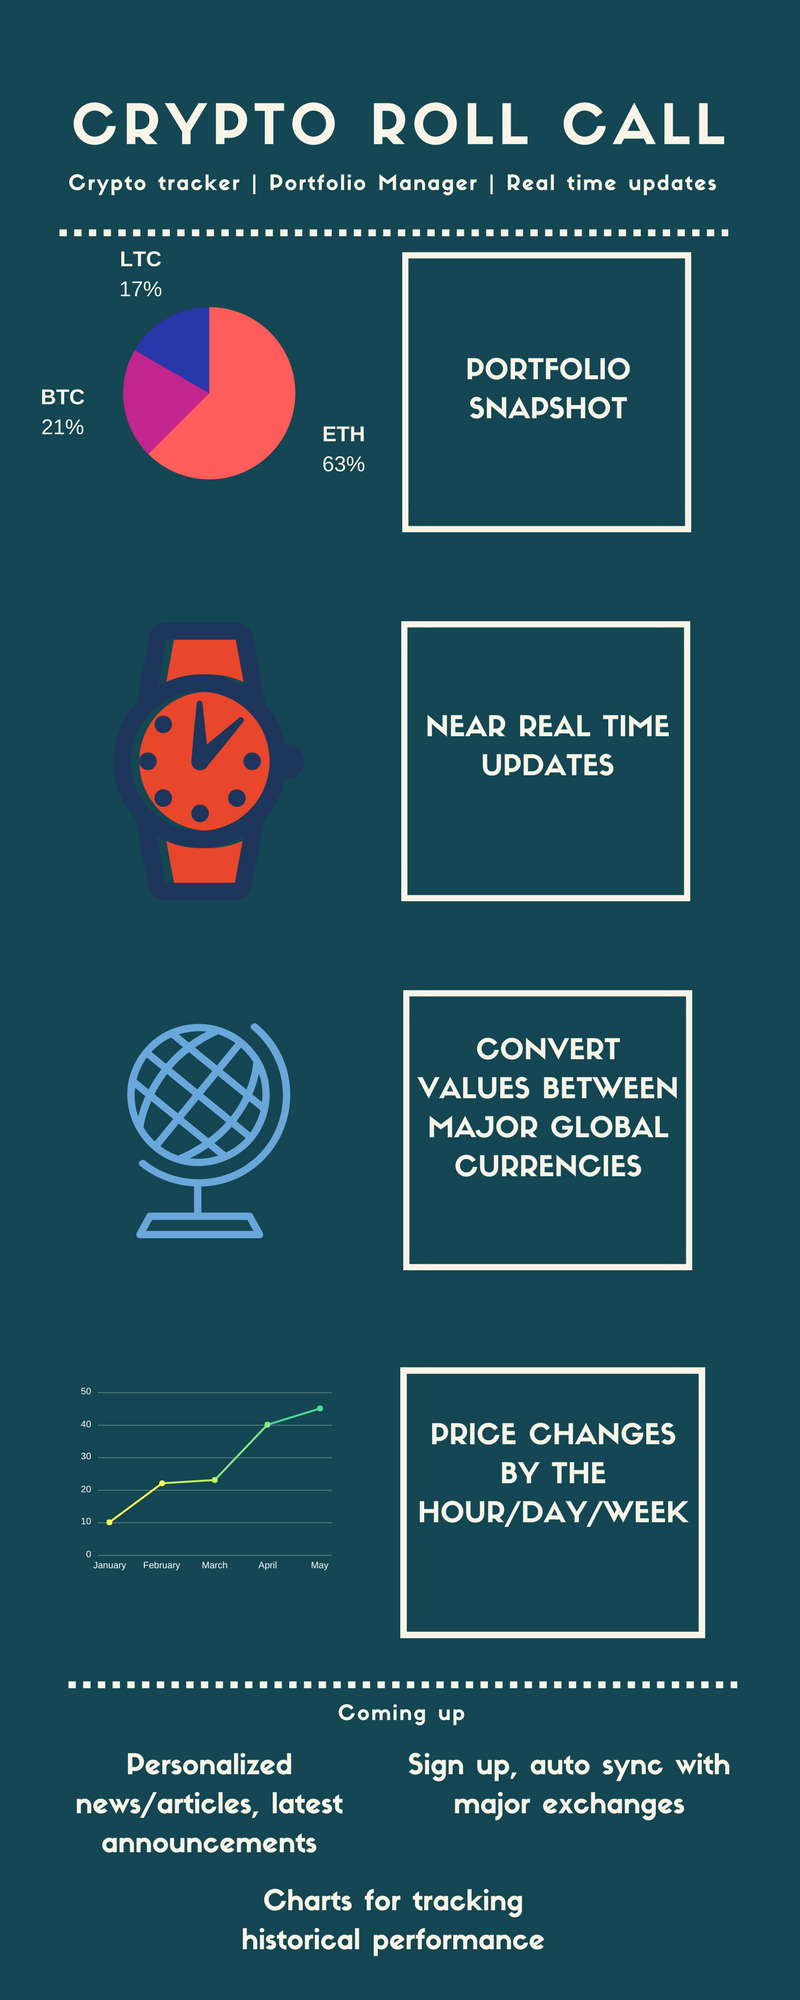 CRYPTO ROLL CALL
Crypto tracker | Portfolio Manager | Real time updates
LTC
17%
BTC
21%
ETH
63%
PORTFOLIO
SNAPSHOT
NEAR REAL TIME
UPDATES
CONVERT
VALUES BETWEEN
MAJOR GLOBAL
CURRENCIES
50
40
30
20
10
0
January February March April May
PRICE CHANGES
BY THE
HOUR/DAY/WEEK
Coming up
Personalized
news/articles, latest
announcements
Sign up, auto sync with
major exchanges
Charts for tracking
historical performance